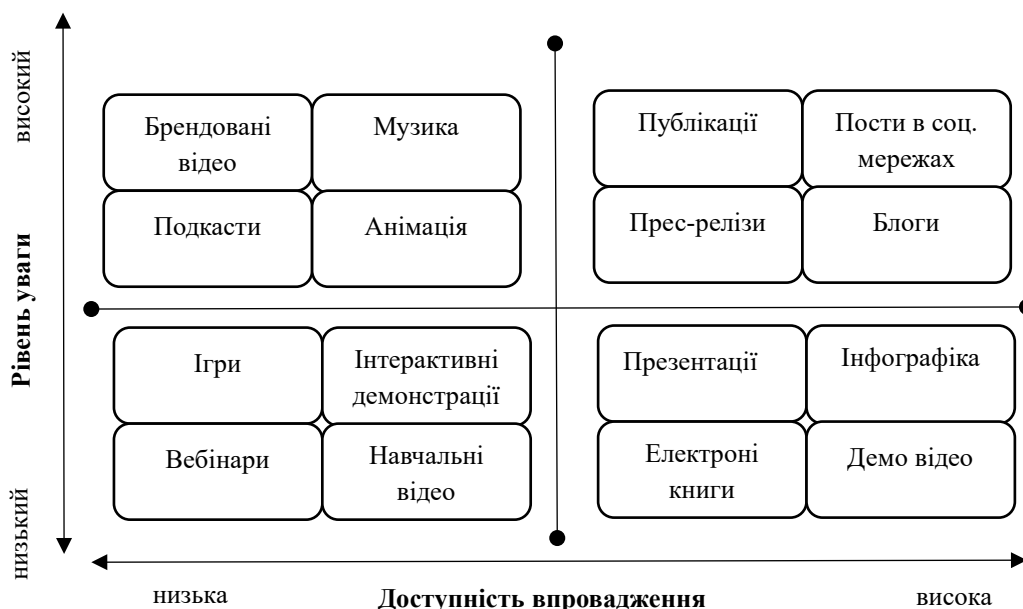 високий
Рівень уваги
низький
Брендовані
відео
Музика
Подкасти
Анімація
Публікації
Пости в соц.
мережах
Прес-релізи
Блоги
Ігри
Інтерактивні
демонстрації
Вебінари
Навчальні
відео
Презентації
Інфографіка
Електроні
книги
Демо відео
низька
Доступність впровадження
висока